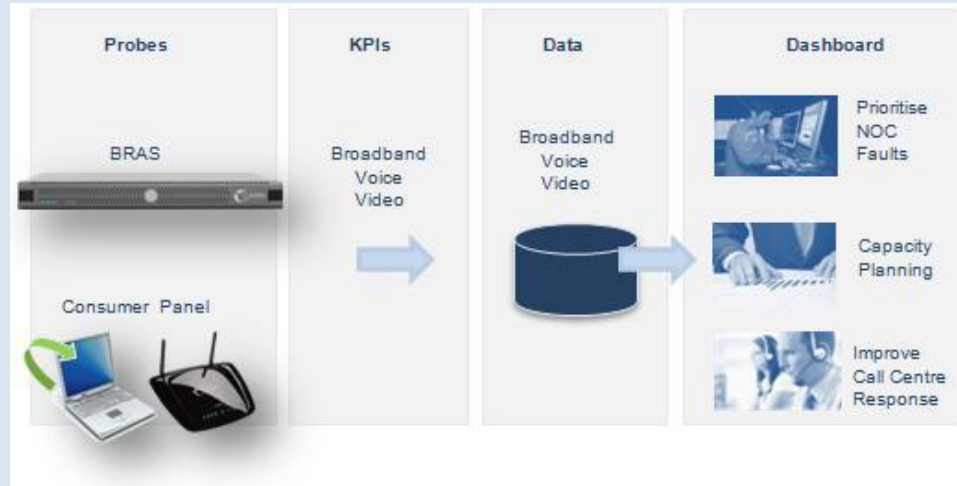 Probes
BRAS
Consumer Panel
KPIs
Broadband
Voice
Video
Data
Broadband
Voice
Video
Dashboard
Prioritise
NOC
Faults
Capacity
Planning
Improve
Call Centre
Response